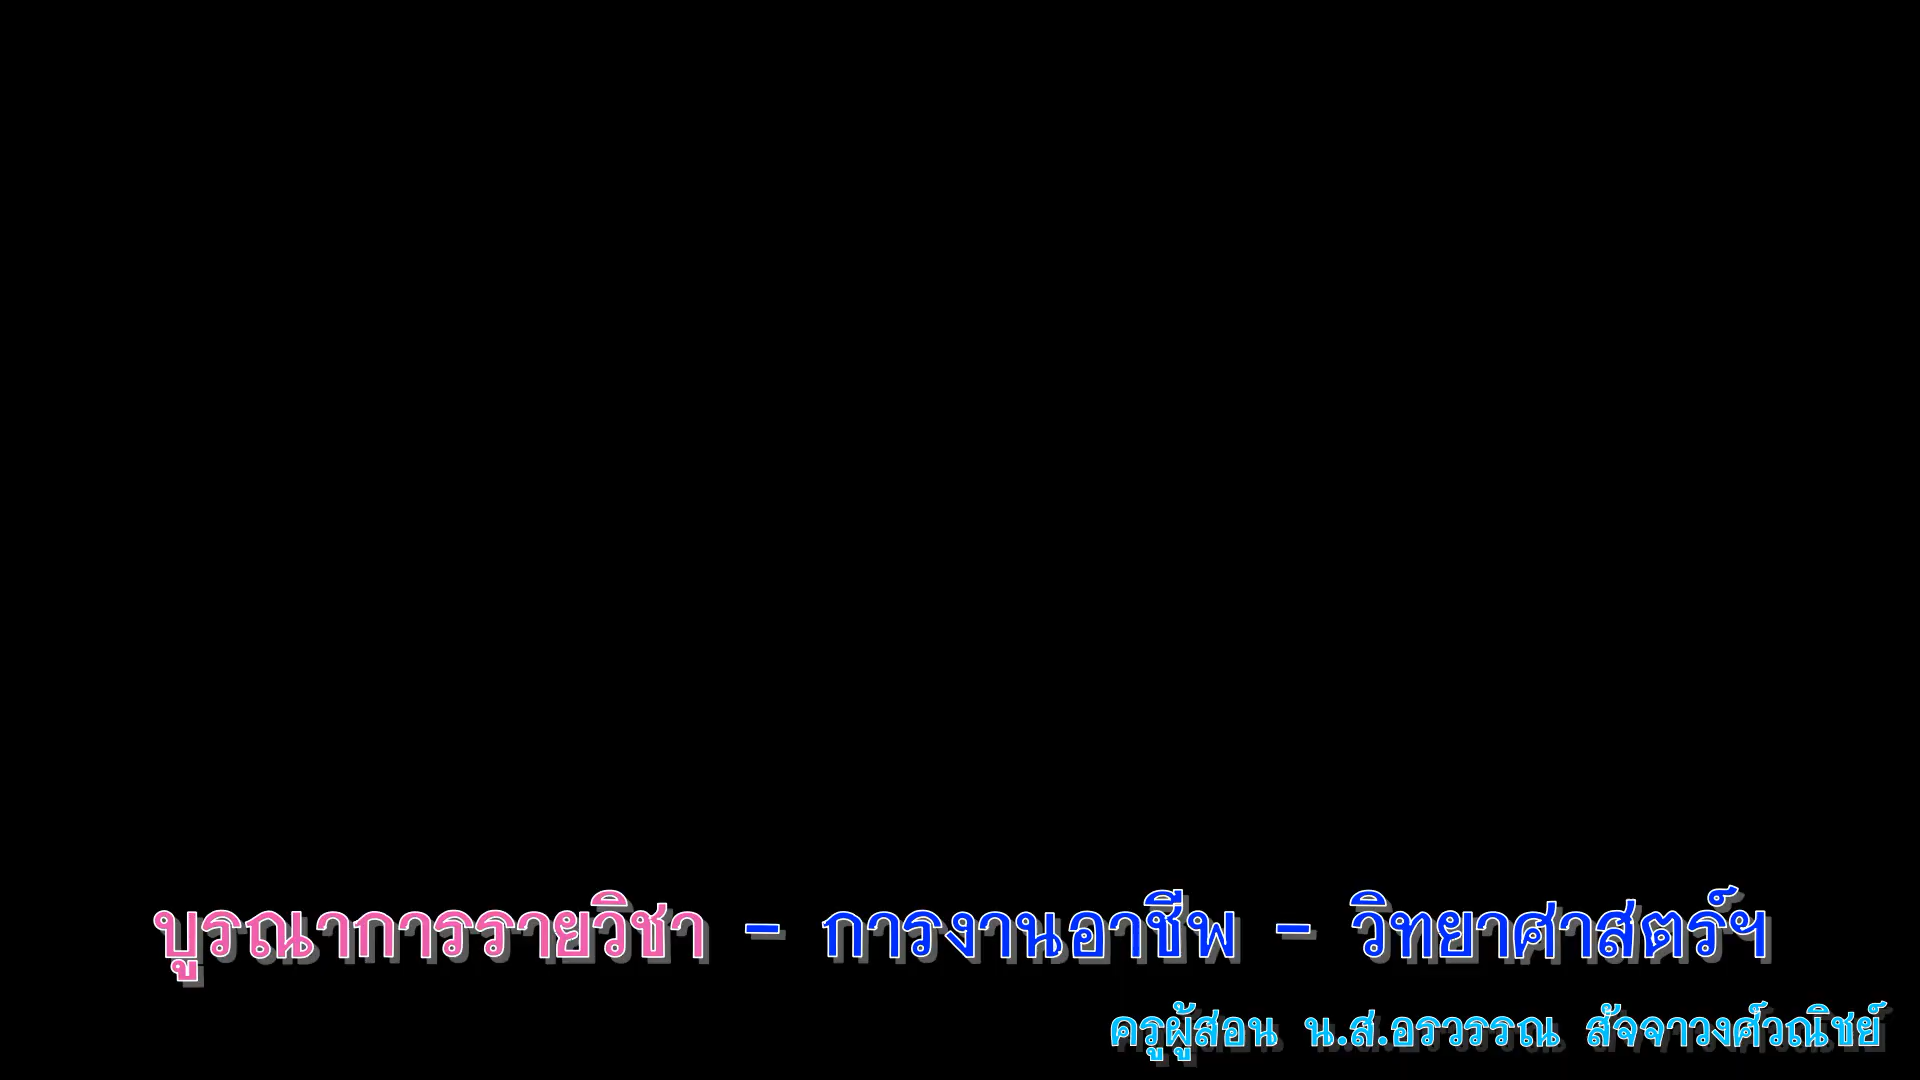 บูรณาการรายวิชา - การงานอาชีพ - วิทยาศาสตร์ฯ
ครูผู้สอน น.ส.อรวรรณ สัจจาวงศ์วณิชย์